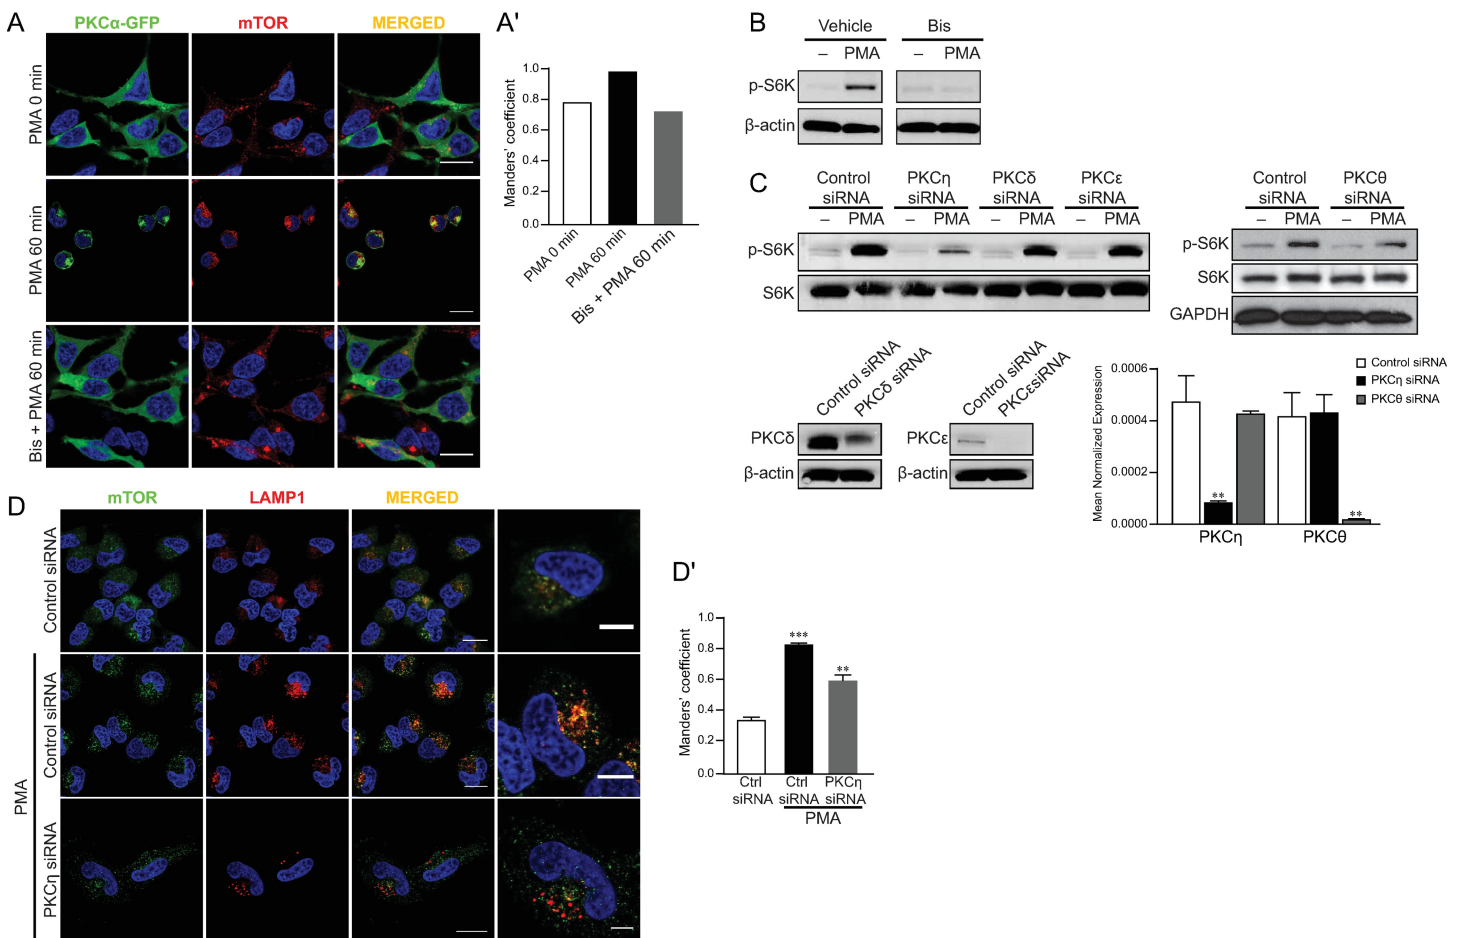 A
PKCα-GFP
mTOR
MERGED
PMA 0 min
PMA 60 min
Bis + PMA 60 min
A'
Manders' coefficient
1.0
0.8
0.6
0.4
0.2
0.0
PMA 0 min
PMA 60 min
Bis + PMA 60 min
B
Vehicle
Bis
– PMA – PMA
p-S6K
β-actin
C
Control siRNA
PKCη siRNA
PKCδ siRNA
PKCε siRNA
– PMA – PMA – PMA – PMA
p-S6K
S6K
Control siRNA
PKCθ siRNA
– PMA – PMA
p-S6K
S6K
GAPDH
Control siRNA
PKCδ siRNA
PKCδ
β-actin
Control siRNA
PKCεsiRNA
PKCε
β-actin
Mean Normalized Expression
0.0006
0.0004
0.0002
0.0000
**
**
PKCη
PKCθ
Control siRNA
PKCη siRNA
PKCθ siRNA
D
mTOR
LAMP1
MERGED
Control siRNA
PMA
Control siRNA
PKCη siRNA
D'
Manders' coefficient
1.0
0.8
0.6
0.4
0.2
0.0
***
**
Ctrl siRNA
Ctrl siRNA
PKCη siRNA
PMA